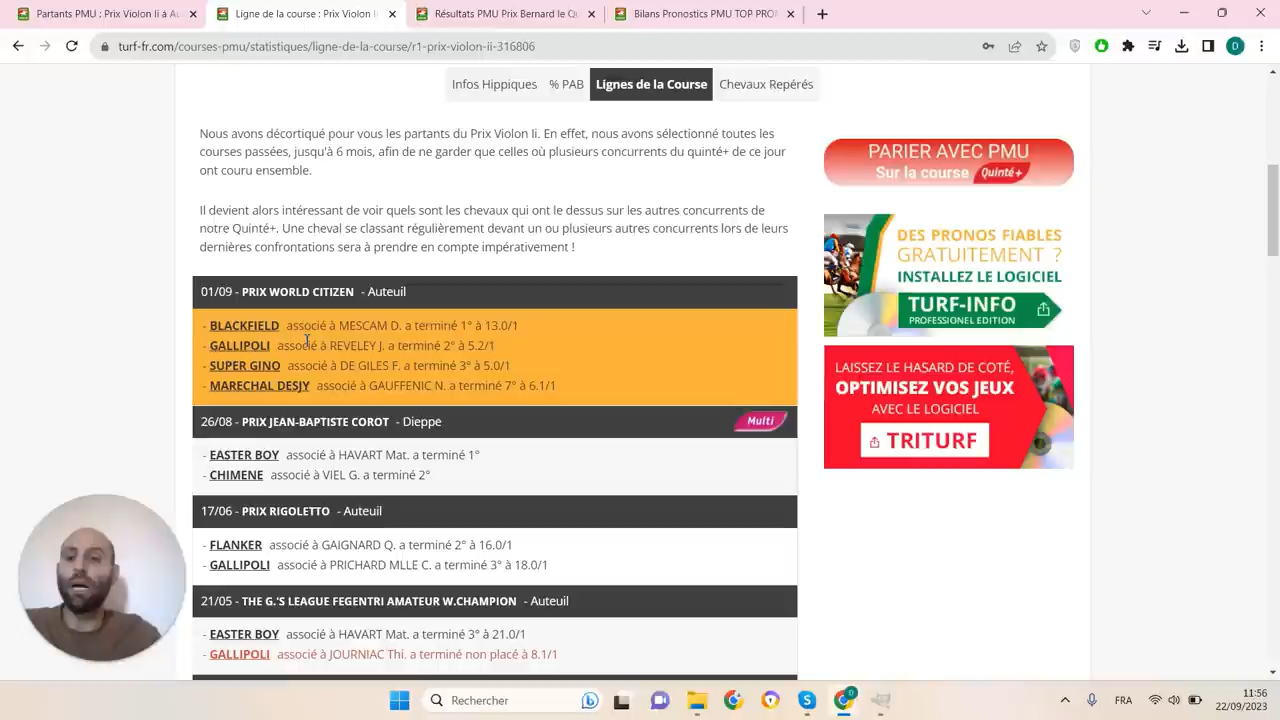 Partants du PMU : Prix Violon Ii à A
Ligne de la Course : Prix Violon
Résultats PMU Prix Bernard le Qu
Bilans Pronostics PMU TOP PRO
turf-fr.com/courses-pmu/statistiques/ligne-de-la-course/r1-prix-violon-ii-316806
D
Infos Hippiques % PAB Lignes de la Course Chevaux Repérés
Nous avons décortiqué pour vous les partants du Prix Violon Ii. En effet, nous avons sélectionné toutes les
courses passées, jusqu'à 6 mois, afin de ne garder que celles où plusieurs concurrents du quinté+ de ce jour
ont couru ensemble.
Il devient alors intéressant de voir quels sont les chevaux qui ont le dessus sur les autres concurrents de
notre Quinté+. Une cheval se classant régulièrement devant un ou plusieurs autres concurrents lors de leurs
dernières confrontations sera à prendre en compte impérativement !
01/09 - PRIX WORLD CITIZEN - Auteuil
- BLACKFIELD associé à MESCAM D. a terminé 1° à 13.0/1
- GALLIPOLI associé à REVELEY J. a terminé 2° à 5.2/1
- SUPER GINO associé à DE GILES F. a terminé 3° à 5.0/1
- MARECHAL DESJY associé à GAUFFENIC N. a terminé 7° à 6.1/1
26/08 - PRIX JEAN-BAPTISTE COROT - Dieppe
Multi
- EASTER BOY associé à HAVART Mat. a terminé 1°
- CHIMENE associé à VIEL G. a terminé 2°
17/06 - PRIX RIGOLETTO - Auteuil
- FLANKER associé à GAIGNARD Q. a terminé 2° à 16.0/1
- GALLIPOLI associé à PRICHARD MLLE C. a terminé 3° à 18.0/1
21/05 - THE G.'S LEAGUE FEGENTRI AMATEUR W.CHAMPION - Auteuil
- EASTER BOY associé à HAVART Mat. a terminé 3° à 21.0/1
- GALLIPOLI associé à JOURNIAC Thi. a terminé non placé à 8.1/1
PARIER AVEC PMU
Sur la course Quinté+
DES PRONOS FIABLES
GRATUITEMENT ?
INSTALLEZ LE LOGICIEL
TURF-INFO
PROFESSIONEL EDITION
LAISSEZ LE HASARD DE COTÉ,
OPTIMISEZ VOS JEUX
AVEC LE LOGICIEL
TRITURF
Rechercher
FRA
11:56
22/09/2023